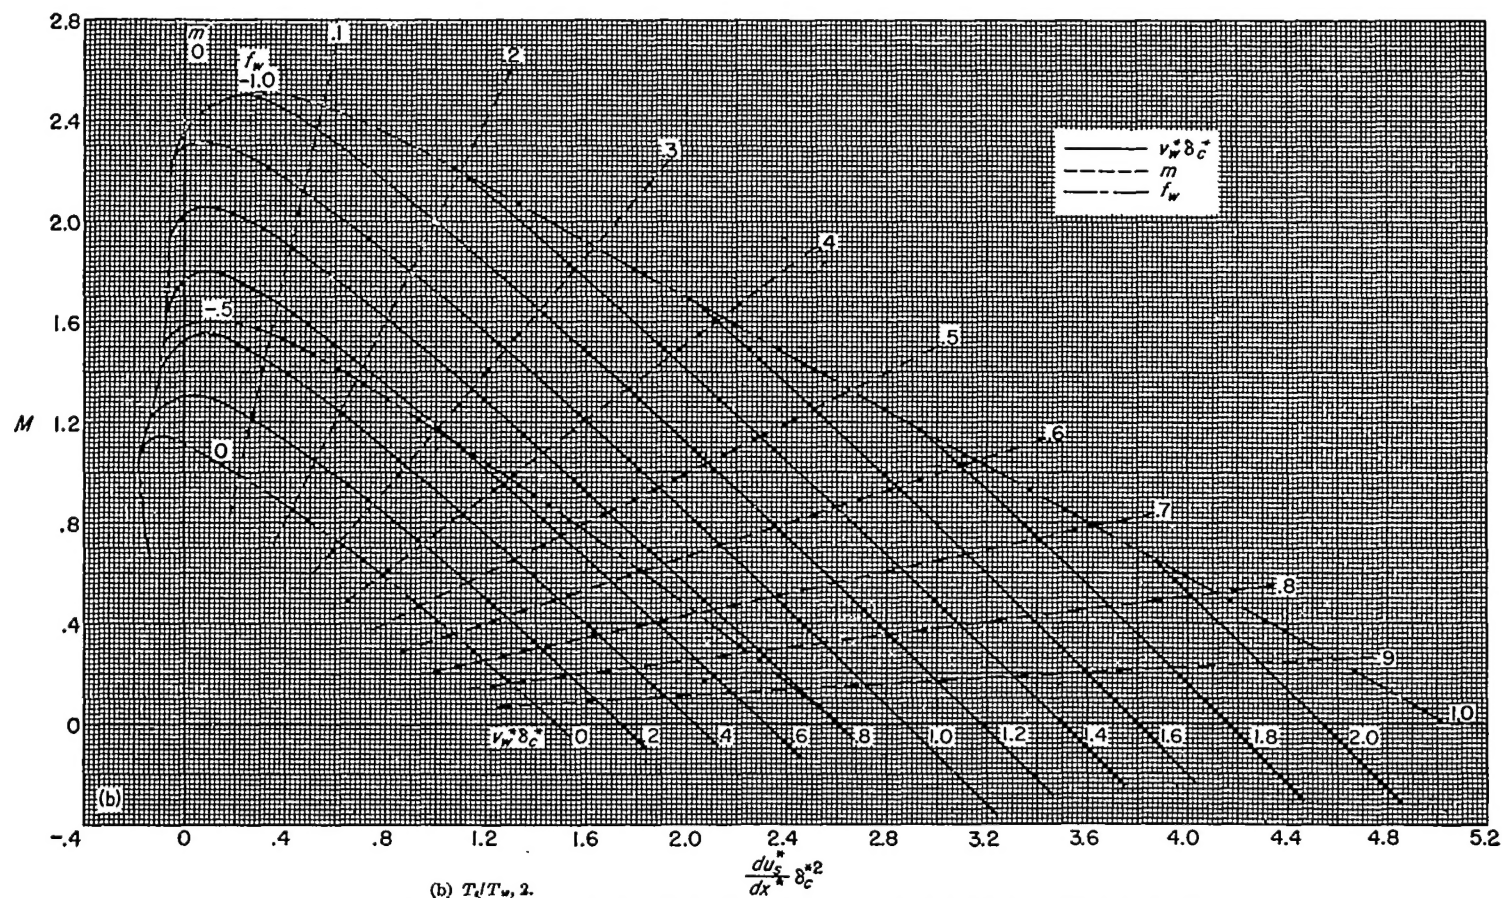 2.8
m
0
.1
2
f_w
-1.0
2.4
.3
v_w^* δ_c^*
m
f_w
2.0
.4
1.6
-.5
.5
M
1.2
0
.6
.8
.7
.8
.4
.9
0
v_w^* δ_c^* 0 .2 .4 .6 .8 1.0 1.2 1.4 1.6 1.8 2.0
1.0
(b)
-.4
-.4 0 .4 .8 1.2 1.6 2.0 2.4 2.8 3.2 3.6 4.0 4.4 4.8 5.2
du_s^*/dx^* δ_c^{*2}
(b) T_s/T_w, 2.